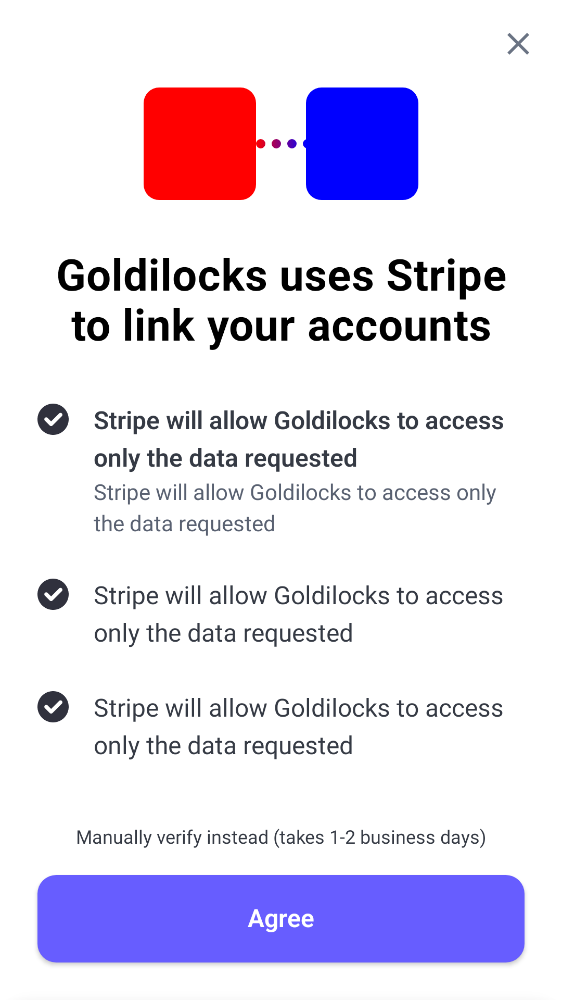 Goldilocks uses Stripe
to link your accounts
Stripe will allow Goldilocks to access
only the data requested
Stripe will allow Goldilocks to access only
the data requested
Stripe will allow Goldilocks to access
only the data requested
Stripe will allow Goldilocks to access
only the data requested
Manually verify instead (takes 1-2 business days)
Agree